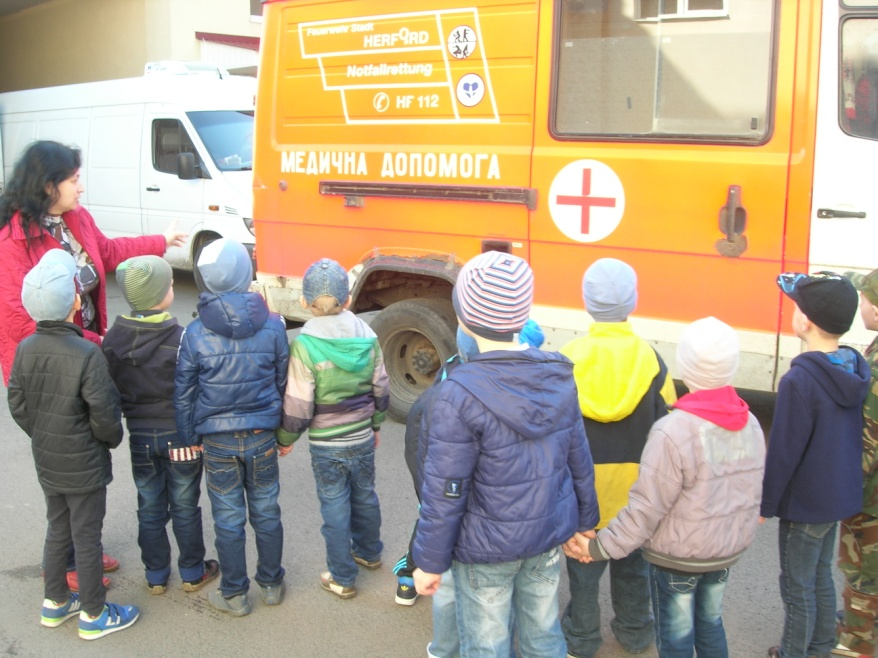 Feuerwehr Stadt
HERFORD
Notfallrettung
HF 112
МЕДИЧНА ДОПОМОГА